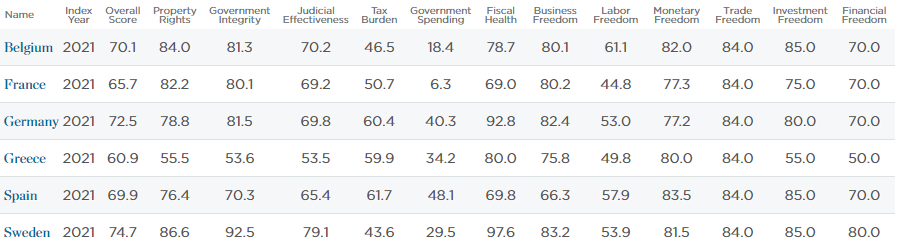 Name Index Year Overall Score Property Rights Government Integrity Judicial Effectiveness Tax Burden Government Spending Fiscal Health Business Freedom Labor Freedom Monetary Freedom Trade Freedom Investment Freedom Financial Freedom
Belgium 2021 70.1 84.0 81.3 70.2 46.5 18.4 78.7 80.1 61.1 82.0 84.0 85.0 70.0
France 2021 65.7 82.2 80.1 69.2 50.7 6.3 69.0 80.2 44.8 77.3 84.0 75.0 70.0
Germany 2021 72.5 78.8 81.5 69.8 60.4 40.3 92.8 82.4 53.0 77.2 84.0 80.0 70.0
Greece 2021 60.9 55.5 53.6 53.5 59.9 34.2 80.0 75.8 49.8 80.0 84.0 55.0 50.0
Spain 2021 69.9 76.4 70.3 65.4 61.7 48.1 69.8 66.3 57.9 83.5 84.0 85.0 70.0
Sweden 2021 74.7 86.6 92.5 79.1 43.6 29.5 97.6 83.2 53.9 81.5 84.0 85.0 80.0